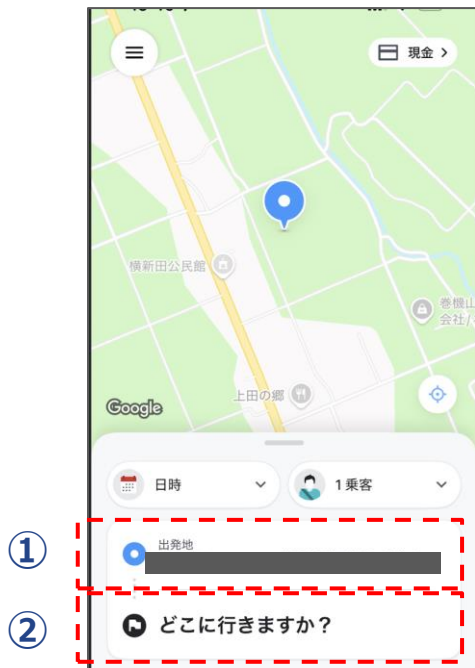 現金
横新田公民館
巻機山
会社/
上田の郷
Google
日時
1乗客
①
出発地
②
どこに行きますか？